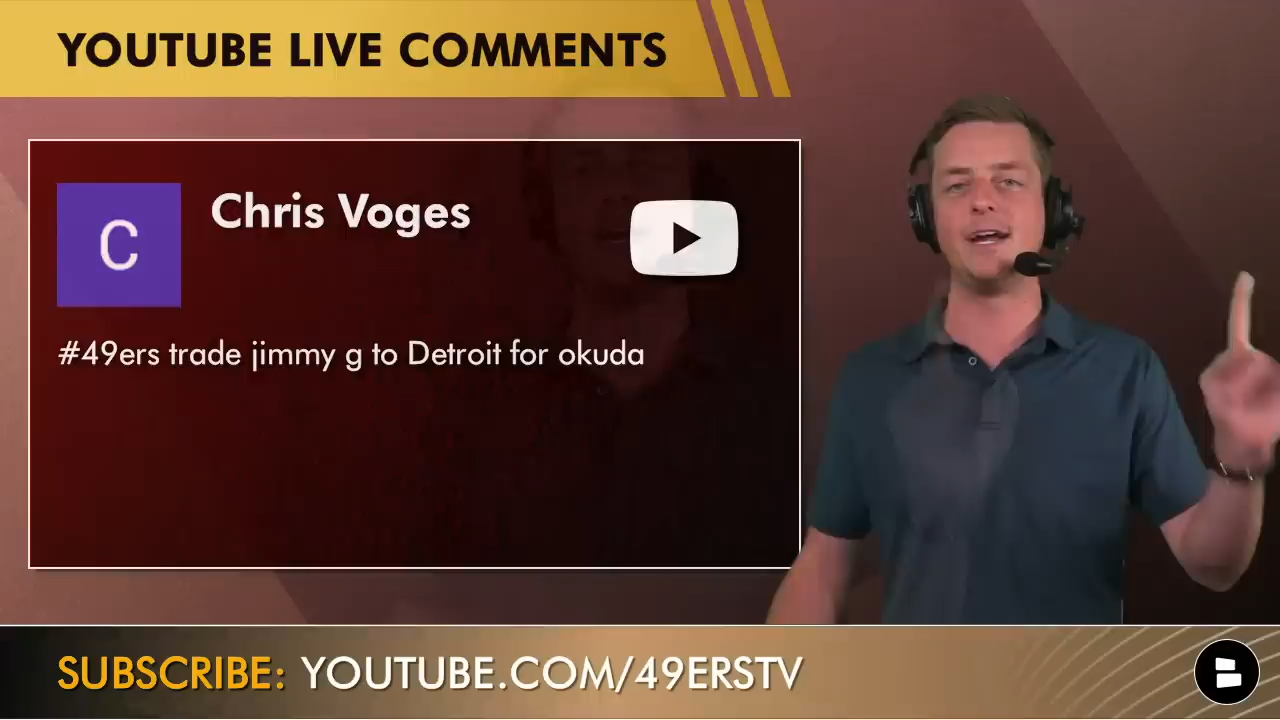 YOUTUBE LIVE COMMENTS
C
Chris Voges
#49ers trade jimmy g to Detroit for okuda
SUBSCRIBE: YOUTUBE.COM/49ERSTV